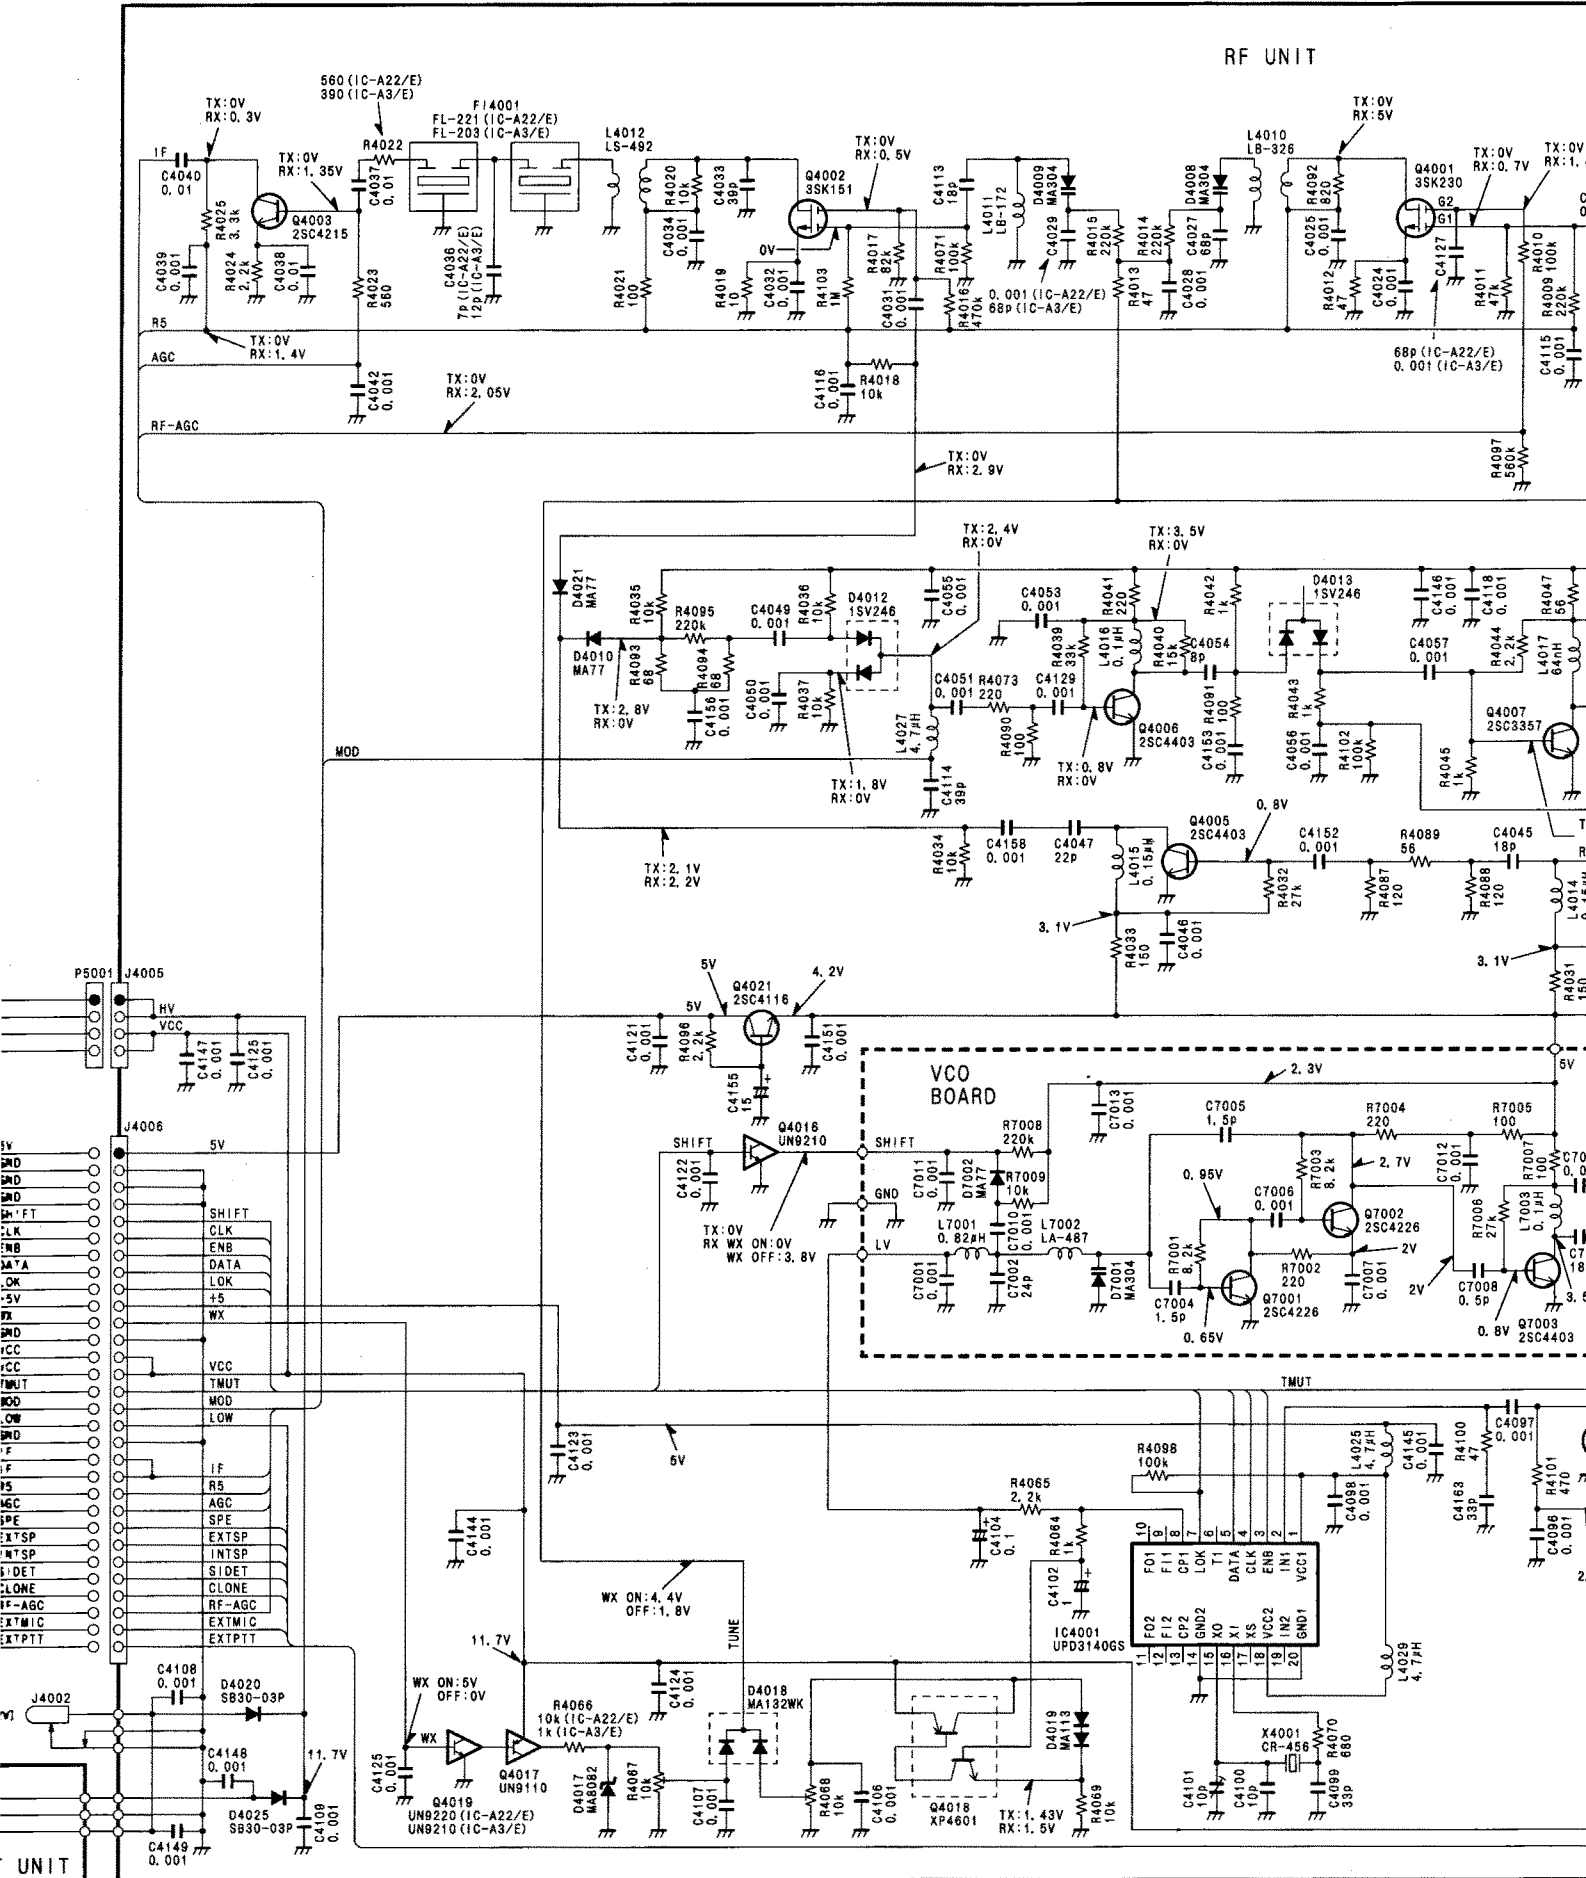 RF UNIT
560(IC-A22/E)
390(IC-A3/E)
R4022
FI4001
FL-221(IC-A22/E)
FL-203(IC-A3/E)
L4012
LS-492
TX:0V
RX:0.3V
IF
C4040
0.01
TX:0V
RX:1.35V
C4037
0.01
R4025
3.3k
Q4003
2SC4215
C4039
0.001
R4024
2.2k
C4038
0.01
R4023
560
C4036
7p(IC-A22/E)
12p(IC-A3/E)
R4020
10k
C4033
39p
C4034
0.001
R4021
100
Q4002
3SK151
TX:0V
RX:0.5V
0V
R4019
10
C4032
0.001
R4103
1M
R4017
82k
C4031
0.001
R4071
100k
R4016
470k
C4113
18p
L4011
LB-172
D4009
MA304
C4029
0.001(IC-A22/E)
68p(IC-A3/E)
R4015
220k
R4014
220k
R4013
47
C4028
0.001
D4008
MA304
C4027
68p
L4010
LB-326
TX:0V
RX:5V
R4092
820
C4025
0.001
R4012
47
C4024
0.001
Q4001
3SK230
G2
G1
TX:0V
RX:0.7V
TX:0V
RX:1.
C4127
68p(IC-A22/E)
0.001(IC-A3/E)
R4011
47k
R4010
100k
R4009
220k
C4115
0.001
R5
TX:0V
RX:1.4V
AGC
C4042
0.001
TX:0V
RX:2.05V
RF-AGC
C4116
0.001
R4018
10k
TX:0V
RX:2.9V
R4097
560k
D4021
MA77
D4010
MA77
R4035
10k
R4095
220k
R4093
68
R4094
68
C4156
0.001
TX:2.8V
RX:0V
C4049
0.001
R4036
10k
C4050
0.001
R4037
10k
D4012
1SV246
TX:1.8V
RX:0V
C4055
0.001
TX:2.4V
RX:0V
C4051
0.001
R4073
220
L4027
4.7μH
C4114
39p
R4090
100
C4053
0.001
C4129
0.001
R4039
33k
R4041
220
L4016
0.1μH
R4040
15k
TX:3.5V
RX:0V
Q4006
2SC4403
TX:0.8V
RX:0V
C4054
8p
R4042
1k
R4091
100
C4153
0.001
D4013
1SV246
R4043
1k
C4056
0.001
R4102
100k
C4057
0.001
C4146
0.001
C4118
0.001
R4047
56
R4044
2.2k
L4017
64nH
Q4007
2SC3357
R4045
1k
MOD
TX:2.1V
RX:2.2V
R4034
10k
C4158
0.001
C4047
22p
L4015
0.15μH
Q4005
2SC4403
0.8V
R4032
27k
C4152
0.001
R4087
120
R4089
56
R4088
120
C4045
18p
L4014
3.1V
R4033
150
C4046
0.001
3.1V
R4031
150
P5001
J4005
HV
VCC
C4147
0.001
C4125
0.001
5V
Q4021
2SC4116
5V
4.2V
C4121
0.001
R4096
2.2k
C4155
15
C4151
0.001
VCO
BOARD
5V
2.3V
SHIFT
C4122
0.001
Q4016
UN9210
TX:0V
RX WX ON:0V
WX OFF:3.8V
SHIFT
GND
LV
C7011
0.001
D7002
MA77
R7008
220k
R7009
10k
C7010
0.001
L7001
0.82μH
C7001
0.001
C7002
24p
L7002
LA-487
C7013
0.001
D7001
MA304
C7005
1.5p
C7004
1.5p
0.95V
R7001
8.2k
0.65V
Q7001
2SC4226
C7006
0.001
R7003
8.2k
R7002
220
R7004
220
2.7V
Q7002
2SC4226
2V
C7007
0.001
C7012
0.001
R7005
100
R7006
27k
R7007
100
L7003
0.1μH
2V
C7008
0.5p
0.8V
Q7003
2SC4403
J4006
5V
SHIFT
CLK
ENB
DATA
LOK
+5
WX
VCC
TMUT
MOD
LOW
IF
R5
AGC
SPE
EXTSP
INTSP
SIDET
CLONE
RF-AGC
EXTMIC
EXTPTT
C4123
0.001
5V
C4144
0.001
TMUT
R4098
100k
R4065
2.2k
C4104
0.1
R4064
1k
C4102
1
10 9 8 7 6 5 4 3 2 1
FO1 FI1 CP1 LOK T1 DATA CLK ENB IN1 VCC1
FO2 FI2 CP2 GND2 XO XI XS VCC2 IN2 GND1
11 12 13 14 15 16 17 18 19 20
IC4001
UPD3140GS
C4098
0.001
L4025
4.7μH
C4145
0.001
R4100
47
C4163
33p
C4097
0.001
R4101
470
C4096
0.001
L4029
4.7μH
WX ON:4.4V
OFF:1.8V
TUNE
11.7V
WX ON:5V
OFF:0V
WX
C4125
0.001
Q4019
UN9220(IC-A22/E)
UN9210(IC-A3/E)
Q4017
UN9110
R4066
10k(IC-A22/E)
1k(IC-A3/E)
D4017
MA8082
R4067
10k
C4124
0.001
D4018
MA132WK
C4107
0.001
R4068
10k
C4106
0.001
Q4018
XP4601
D4019
MA113
TX:1.43V
RX:1.5V
R4069
10k
C4101
10p
C4100
10p
X4001
CR-456
R4070
680
C4099
33p
J4002
C4108
0.001
D4020
SB30-03P
C4148
0.001
11.7V
D4025
SB30-03P
C4109
0.001
C4149
0.001
UNIT